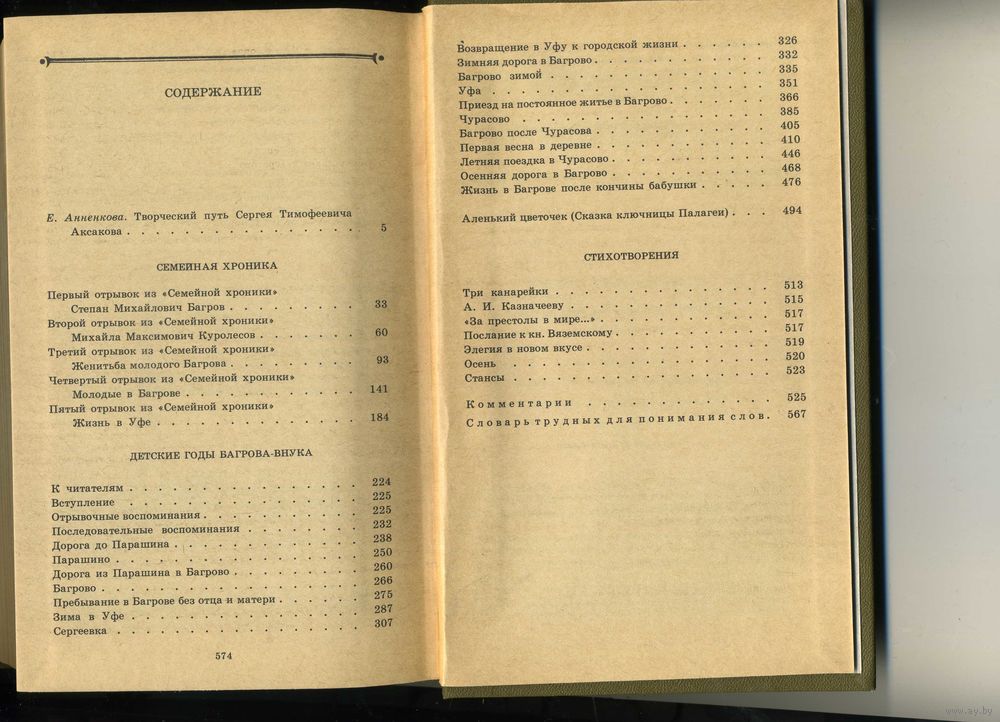 СОДЕРЖАНИЕ
Е. Анненкова. Творческий путь Сергея Тимофеевича
Аксакова . . . . . . . . . . . . . . . . 5
СЕМЕЙНАЯ ХРОНИКА
Первый отрывок из «Семейной хроники»
Степан Михайлович Багров . . . . . . . . 33
Второй отрывок из «Семейной хроники»
Михайла Максимович Куролесов . . . . . . 60
Третий отрывок из «Семейной хроники»
Женитьба молодого Багрова . . . . . . . . 93
Четвертый отрывок из «Семейной хроники»
Молодые в Багрове . . . . . . . . . . . 141
Пятый отрывок из «Семейной хроники»
Жизнь в Уфе . . . . . . . . . . . . . . 184
ДЕТСКИЕ ГОДЫ БАГРОВА-ВНУКА
К читателям . . . . . . . . . . . . . . . 224
Вступление . . . . . . . . . . . . . . . 225
Отрывочные воспоминания . . . . . . . . . . 225
Последовательные воспоминания . . . . . . . 232
Дорога до Парашина . . . . . . . . . . . . 238
Парашино . . . . . . . . . . . . . . . . 250
Дорога из Парашина в Багрово . . . . . . . . 260
Багрово . . . . . . . . . . . . . . . . . 266
Пребывание в Багрове без отца и матери . . . . 275
Зима в Уфе . . . . . . . . . . . . . . . 287
Сергеевка . . . . . . . . . . . . . . . . 307
574
Возвращение в Уфу к городской жизни . . . . . . 326
Зимняя дорога в Багрово . . . . . . . . . . 332
Багрово зимой . . . . . . . . . . . . . . 335
Уфа . . . . . . . . . . . . . . . . . . 351
Приезд на постоянное житье в Багрово . . . . . . 366
Чурасово . . . . . . . . . . . . . . . . 385
Багрово после Чурасова . . . . . . . . . . 405
Первая весна в деревне . . . . . . . . . . 410
Летняя поездка в Чурасово . . . . . . . . . 446
Осенняя дорога в Багрово . . . . . . . . . 468
Жизнь в Багрове после кончины бабушки . . . . . 476
Аленький цветочек (Сказка ключницы Палагеи) . . . 494
СТИХОТВОРЕНИЯ
Три канарейки . . . . . . . . . . . . . . 513
А. И. Казначееву . . . . . . . . . . . . . 515
«За престолы в мире...» . . . . . . . . . . 517
Послание к кн. Вяземскому . . . . . . . . . 517
Элегия в новом вкусе . . . . . . . . . . . 519
Осень . . . . . . . . . . . . . . . . . 520
Стансы . . . . . . . . . . . . . . . . . 523
Комментарии . . . . . . . . . . . . 525
Словарь трудных для понимания слов . 567
www.ay.by